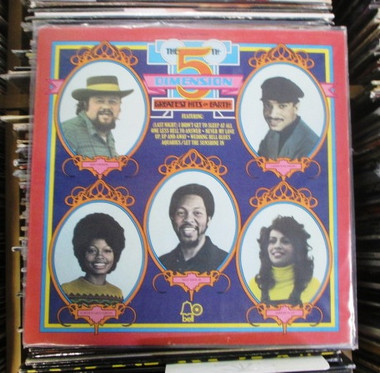 THE 5TH
DIMENSION
GREATEST HITS ON EARTH
FEATURING:
(LAST NIGHT) I DIDN'T GET TO SLEEP AT ALL
ONE LESS BELL TO ANSWER • NEVER MY LOVE
UP, UP AND AWAY • WEDDING BELL BLUES
AQUARIUS/LET THE SUNSHINE IN
bell